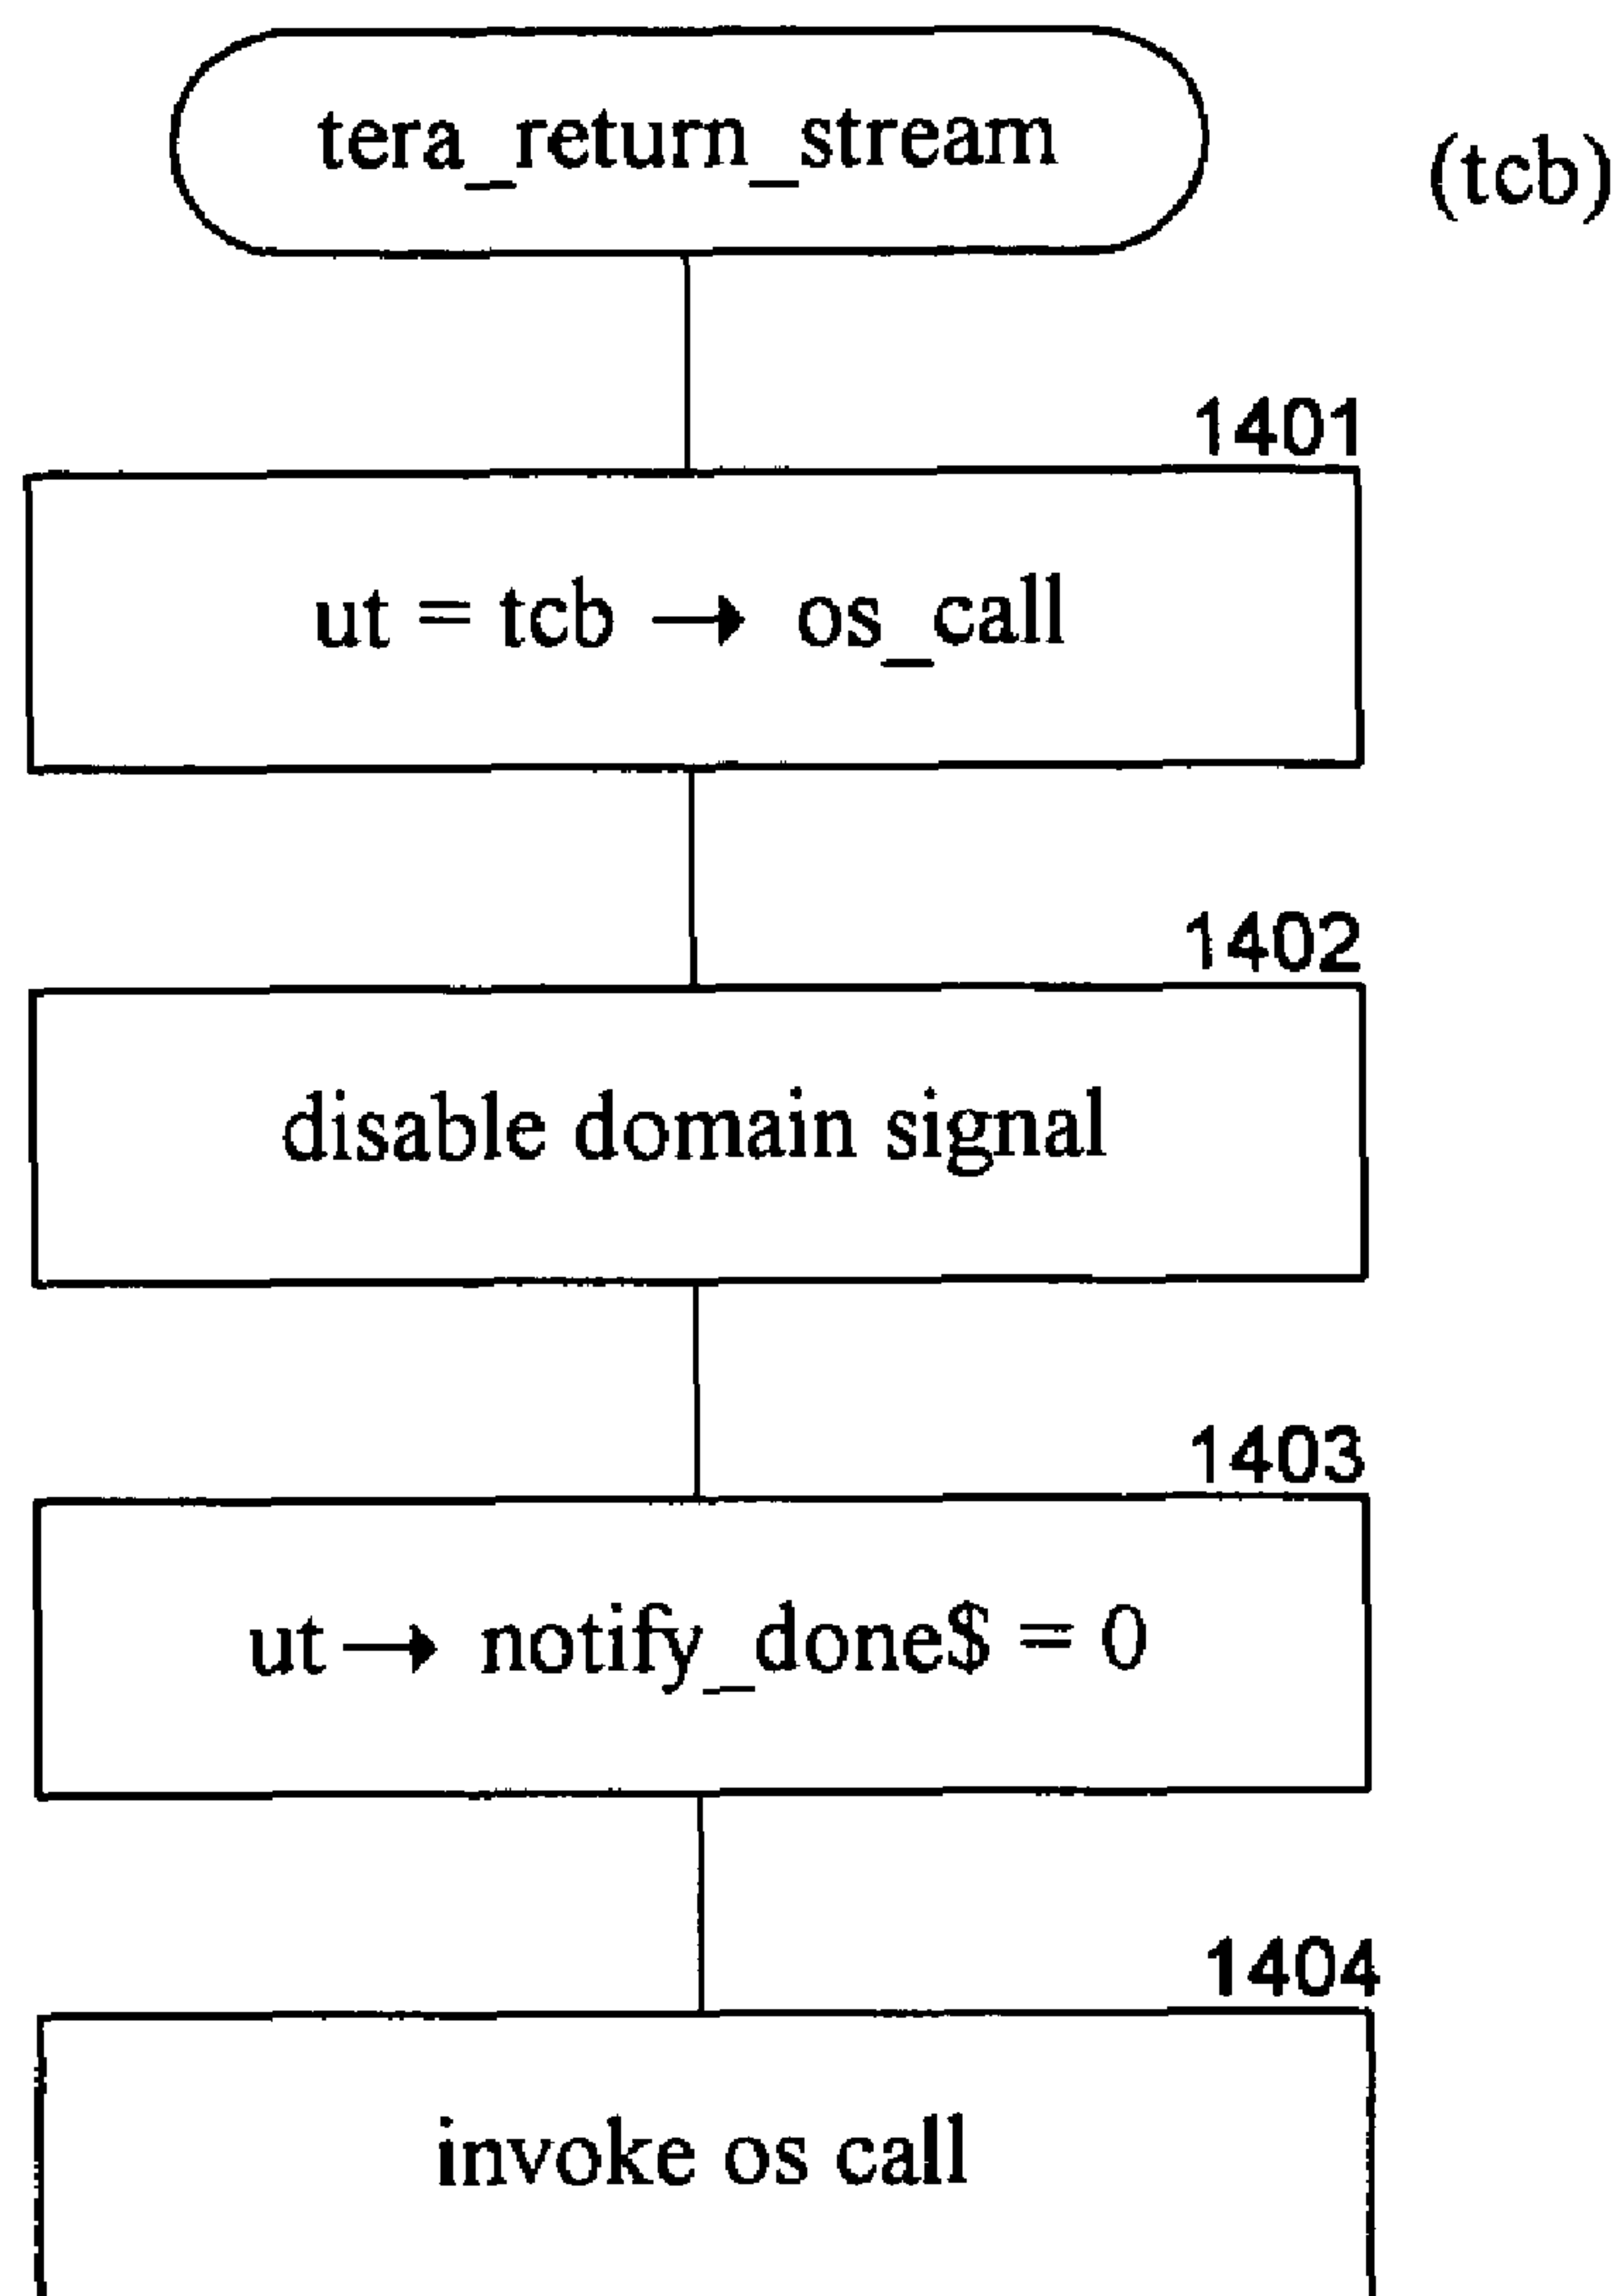 tera_return_stream
(tcb)
1401
ut = tcb → os_call
1402
disable domain signal
1403
ut → notify_done$ = 0
1404
invoke os call